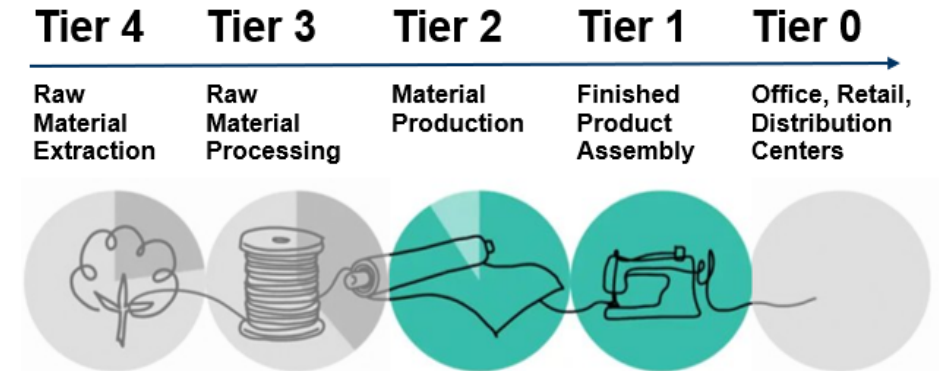 Tier 4 Tier 3 Tier 2 Tier 1 Tier 0
Raw
Material
Extraction
Raw
Material
Processing
Material
Production
Finished
Product
Assembly
Office, Retail,
Distribution
Centers